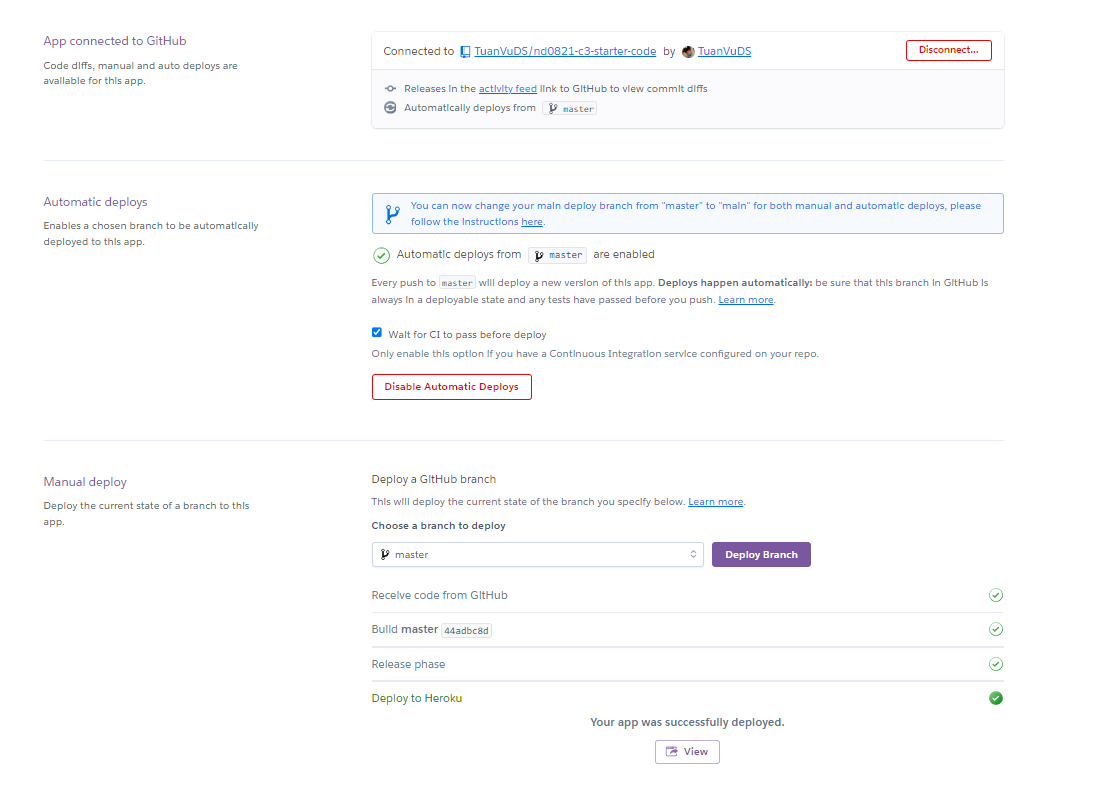 App connected to GitHub
Code diffs, manual and auto deploys are
available for this app.
Connected to TuanVuDS/nd0821-c3-starter-code by TuanVuDS
Disconnect...
Releases in the activity feed link to GitHub to view commit diffs
Automatically deploys from master
Automatic deploys
Enables a chosen branch to be automatically
deployed to this app.
You can now change your main deploy branch from "master" to "main" for both manual and automatic deploys, please
follow the instructions here.
Automatic deploys from master are enabled
Every push to master will deploy a new version of this app. Deploys happen automatically: be sure that this branch in GitHub is
always in a deployable state and any tests have passed before you push. Learn more.
Wait for CI to pass before deploy
Only enable this option if you have a Continuous Integration service configured on your repo.
Disable Automatic Deploys
Manual deploy
Deploy the current state of a branch to this
app.
Deploy a GitHub branch
This will deploy the current state of the branch you specify below. Learn more.
Choose a branch to deploy
master
Deploy Branch
Receive code from GitHub
Build master 44adbc8d
Release phase
Deploy to Heroku
Your app was successfully deployed.
View